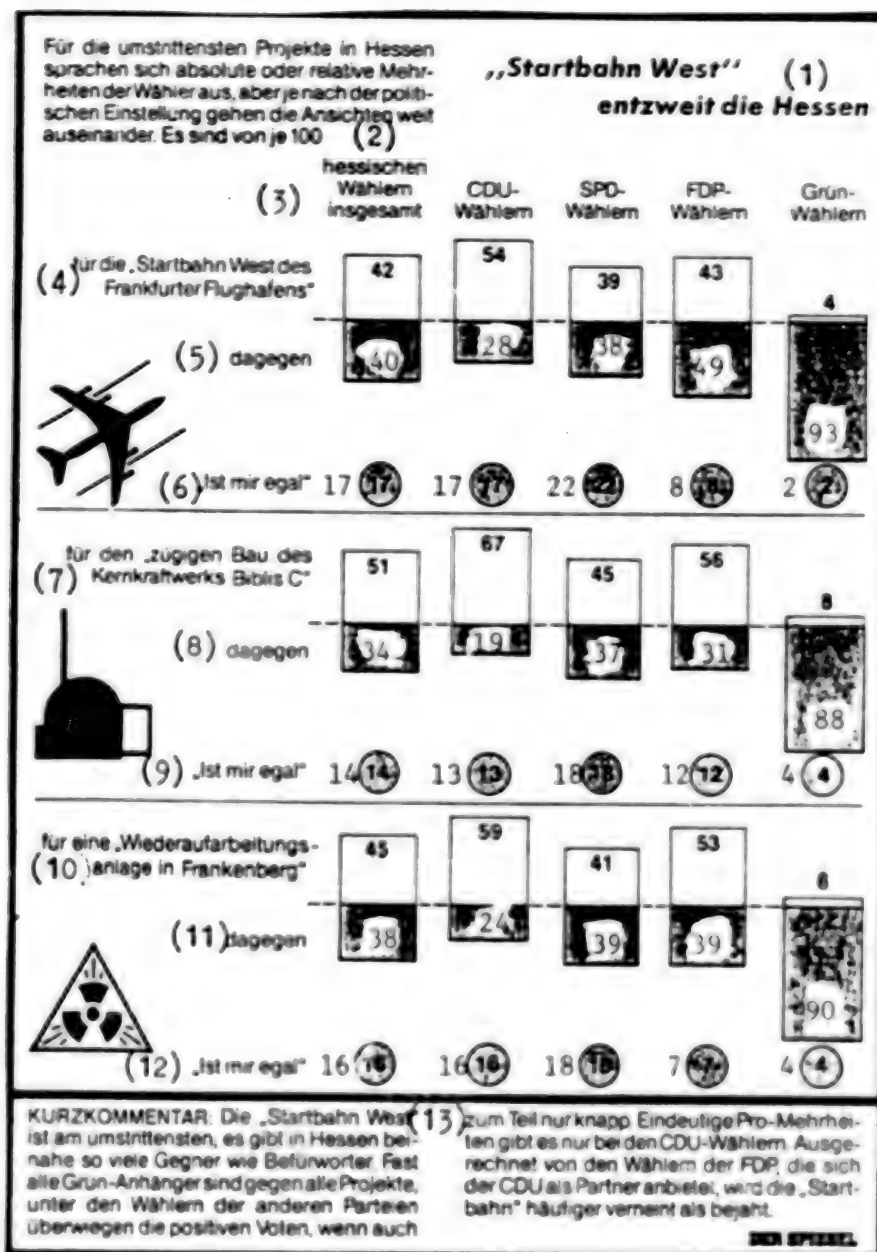 Für die umstrittensten Projekte in Hessen
sprachen sich absolute oder relative Mehr-
heiten der Wähler aus, aber je nach der politi-
schen Einstellung gehen die Ansichten weit
auseinander. Es sind von je 100 (2)
„Startbahn West“ (1)
entzweit die Hessen
(3) hessischen
Wählern
insgesamt
CDU-
Wählern
SPD-
Wählern
FDP-
Wählern
Grün-
Wählern
(4) für die „Startbahn West des
Frankfurter Flughafens“
42 54 39 43 4
(5) dagegen 40 28 38 49 93
(6) „Ist mir egal“ 17 17 17 17 22 22 8 8 2 2
für den „zügigen Bau des
(7) Kernkraftwerks Biblis C“
51 67 45 56 8
(8) dagegen 34 19 37 31 88
(9) „Ist mir egal“ 14 14 13 13 18 18 12 12 4 4
für eine „Wiederaufarbeitungs-
(10) anlage in Frankenberg“
45 59 41 53 6
(11) dagegen 38 24 39 39 90
(12) „Ist mir egal“ 16 16 16 16 18 18 7 7 4 4
KURZKOMMENTAR: Die „Startbahn West“ (13)
ist am umstrittensten, es gibt in Hessen bei-
nahe so viele Gegner wie Befürworter. Fast
alle Grün-Anhänger sind gegen alle Projekte,
unter den Wählern der anderen Parteien
überwiegen die positiven Voten, wenn auch
zum Teil nur knapp. Eindeutige Pro-Mehrhei-
ten gibt es nur bei den CDU-Wählern. Ausge-
rechnet von den Wählern der FDP, die sich
der CDU als Partner anbietet, wird die „Start-
bahn“ häufiger verneint als bejaht.
DER SPIEGEL